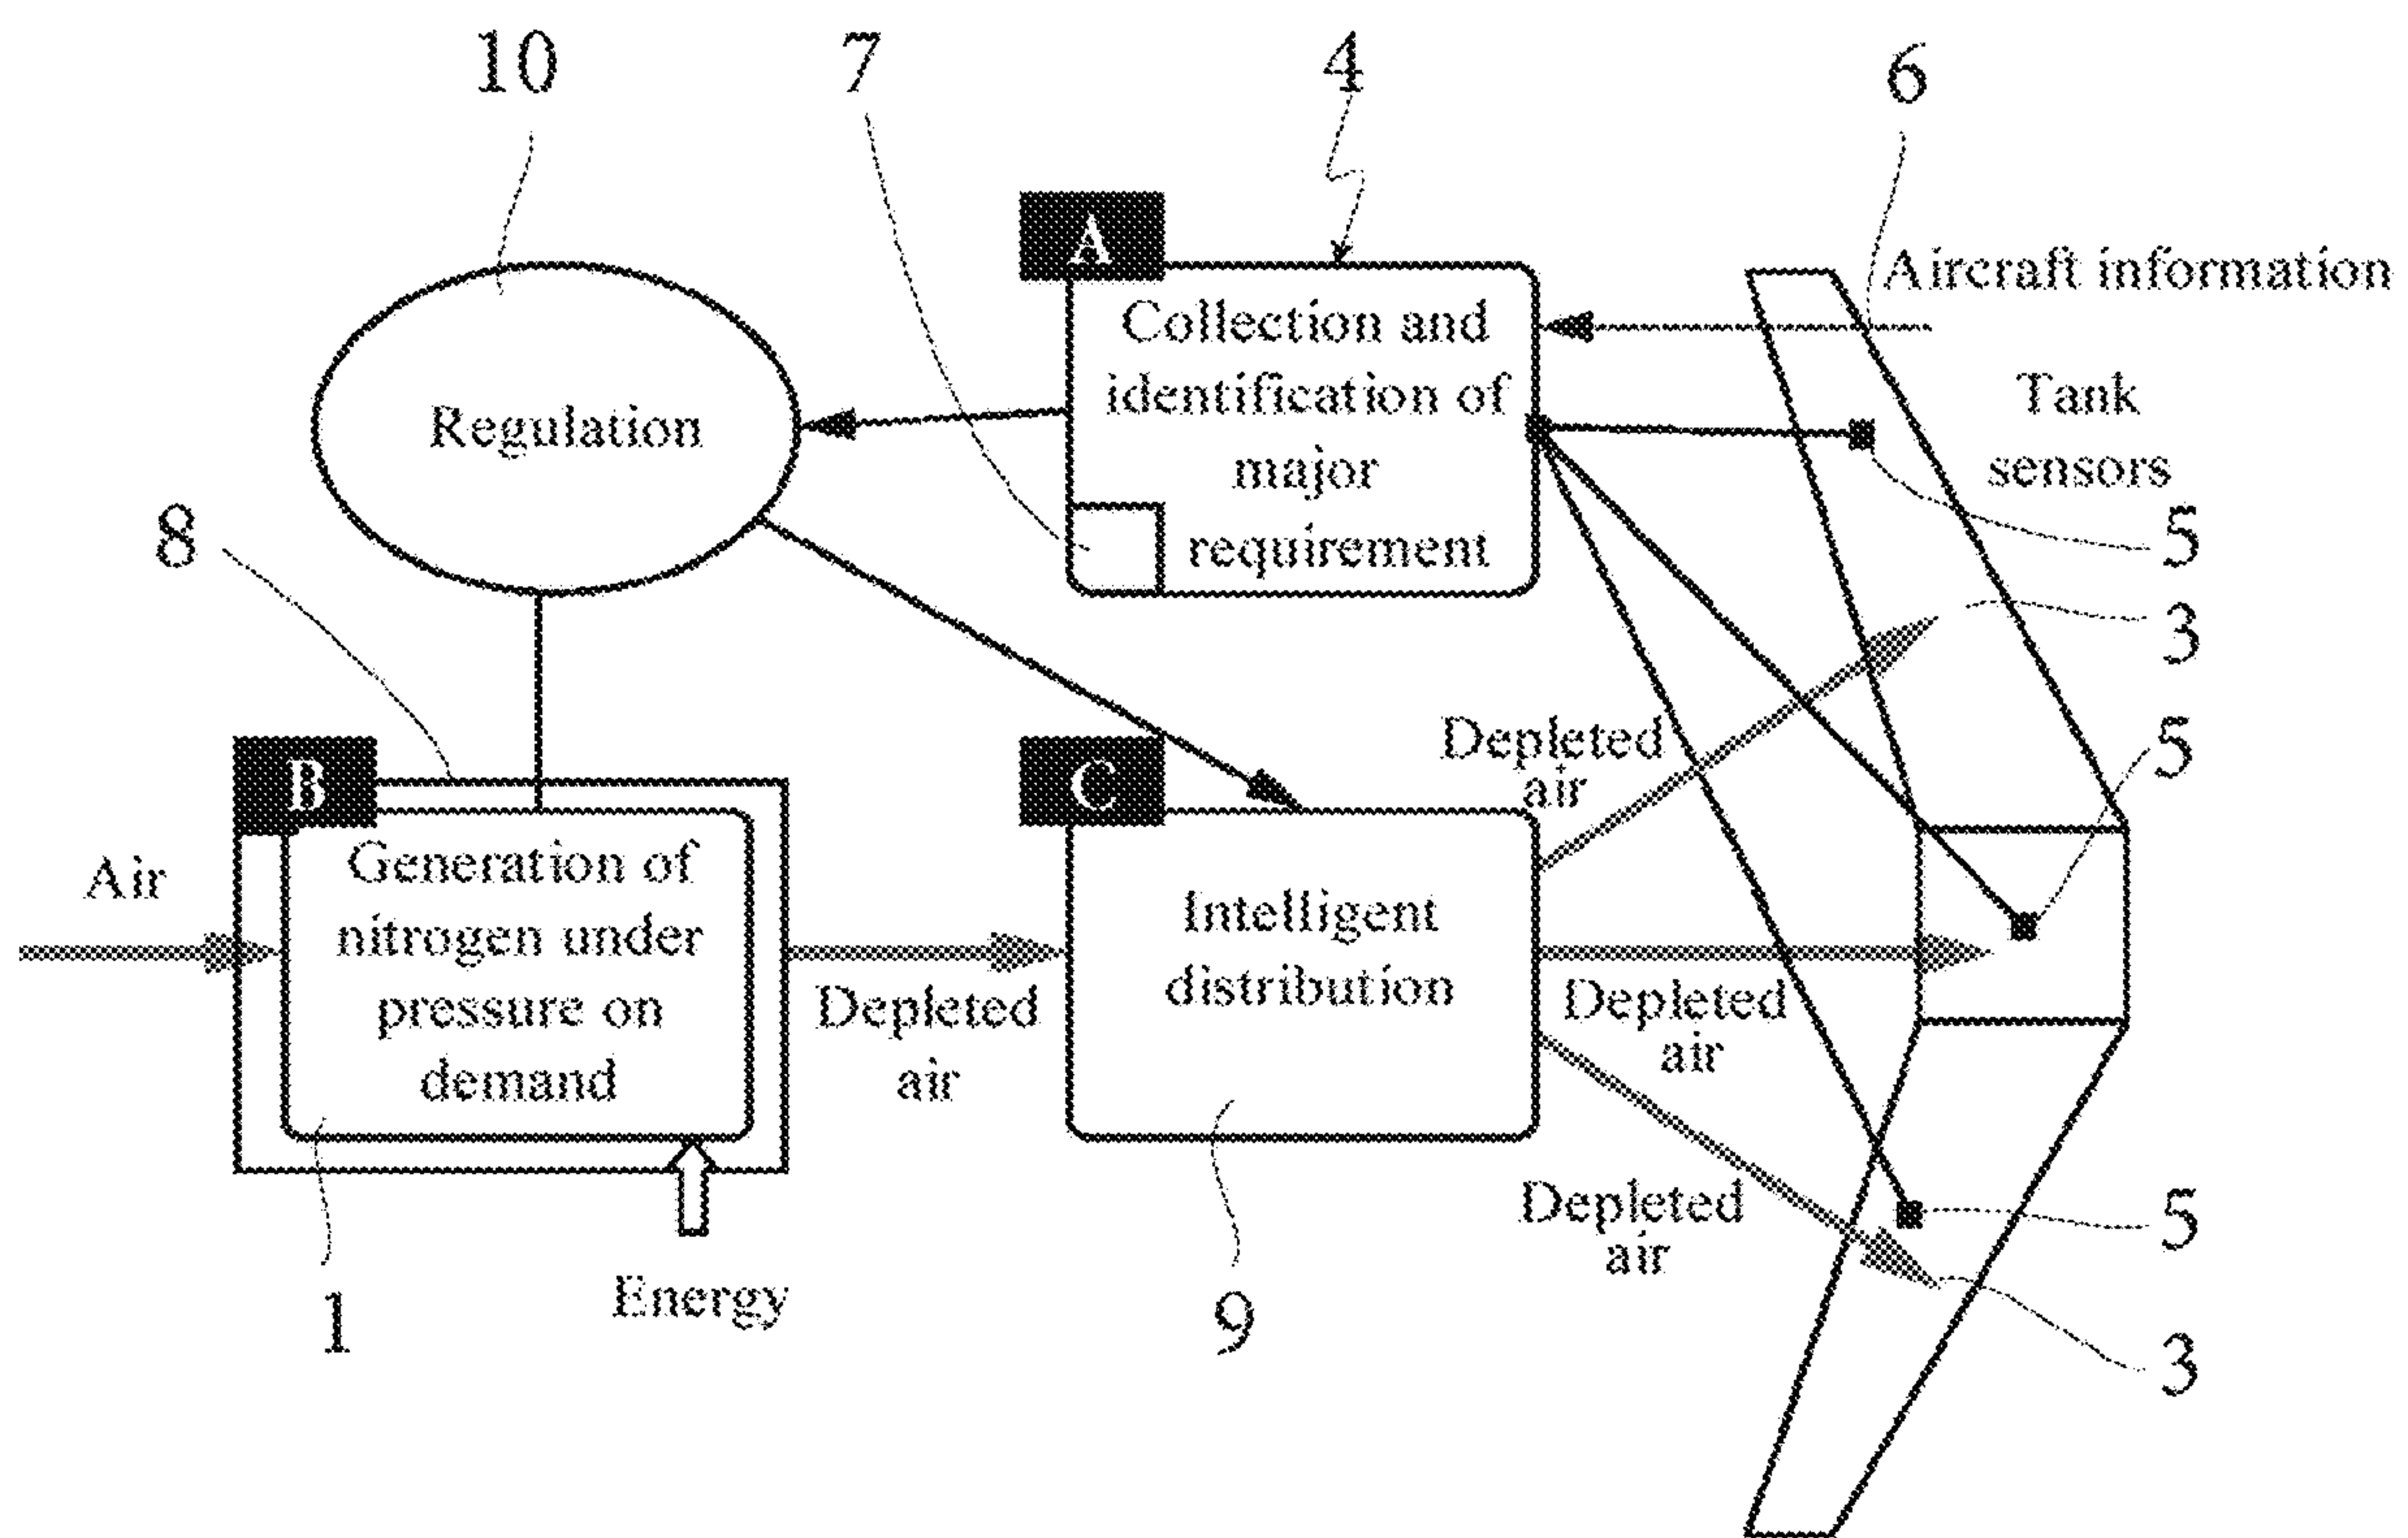 10
7
4
6
A
Aircraft information
Collection and
identification of
major
requirement
Regulation
Tank
sensors
8
5
3
B
C
Depleted
air
5
Air
Generation of
nitrogen under
pressure on
demand
Intelligent
distribution
Depleted
air
Depleted
air
Depleted
air
5
Energy
1
9
3